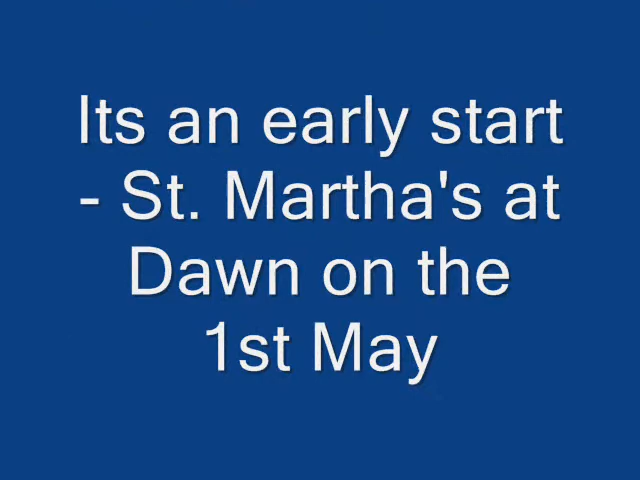 Its an early start
- St. Martha's at
Dawn on the
1st May